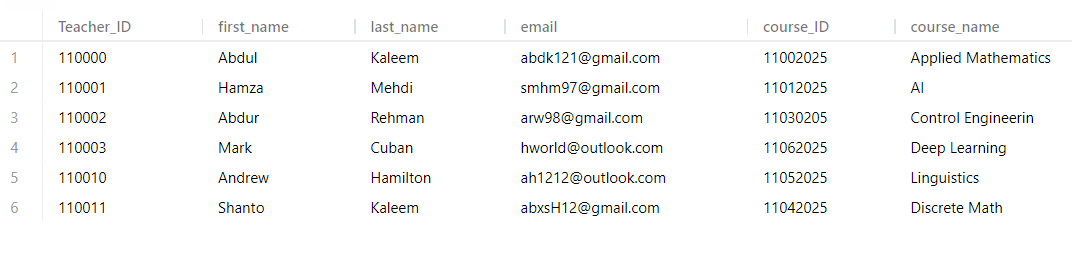 Teacher_ID first_name last_name email course_ID course_name
1 110000 Abdul Kaleem abdk121@gmail.com 11002025 Applied Mathematics
2 110001 Hamza Mehdi smhm97@gmail.com 11012025 AI
3 110002 Abdur Rehman arw98@gmail.com 11030205 Control Engineerin
4 110003 Mark Cuban hworld@outlook.com 11062025 Deep Learning
5 110010 Andrew Hamilton ah1212@outlook.com 11052025 Linguistics
6 110011 Shanto Kaleem abxsH12@gmail.com 11042025 Discrete Math